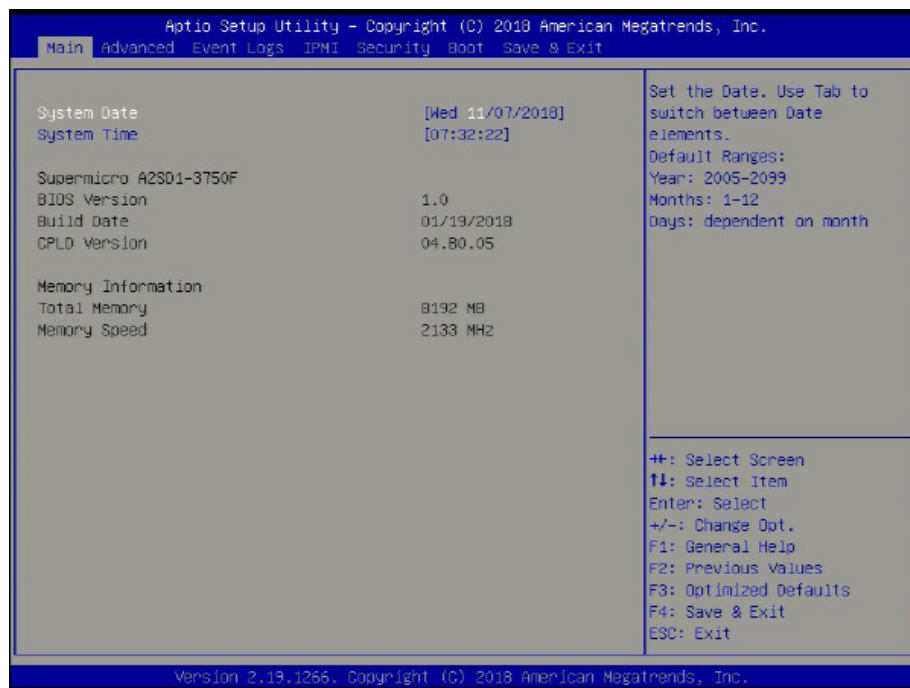 Aptio Setup Utility – Copyright (C) 2018 American Megatrends, Inc.
Main Advanced Event Logs IPMI Security Boot Save & Exit
System Date [Wed 11/07/2018]
System Time [07:32:22]
Supermicro A2SD1-3750F
BIOS Version 1.0
Build Date 01/19/2018
CPLD Version 04.B0.05
Memory Information
Total Memory 8192 MB
Memory Speed 2133 MHz
Set the Date. Use Tab to
switch between Date
elements.
Default Ranges:
Year: 2005-2099
Months: 1-12
Days: dependent on month
→←: Select Screen
↑↓: Select Item
Enter: Select
+/-: Change Opt.
F1: General Help
F2: Previous Values
F3: Optimized Defaults
F4: Save & Exit
ESC: Exit
Version 2.19.1266. Copyright (C) 2018 American Megatrends, Inc.